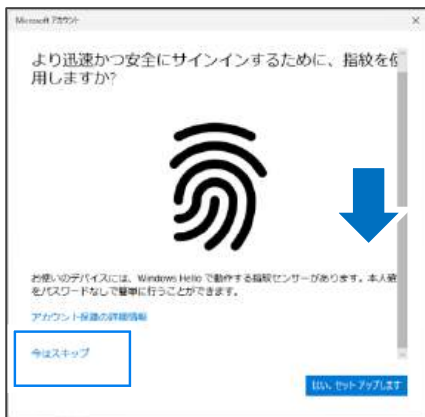 Microsoft アカウント
より迅速かつ安全にサインインするために、指紋を使
用しますか?
お使いのデバイスには、Windows Hello で動作する指紋センサーがあります。本人確
をパスワードなしで簡単に行うことができます。
アカウント保護の詳細情報
今はスキップ
はい、セットアップします